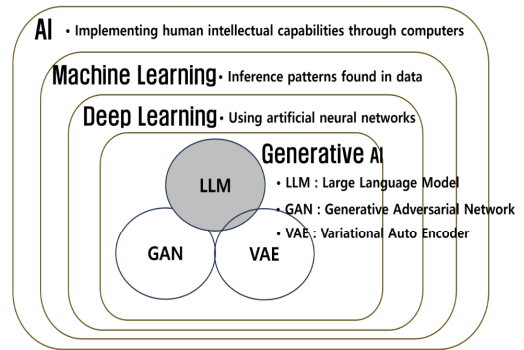 AI • Implementing human intellectual capabilities through computers
Machine Learning • Inference patterns found in data
Deep Learning • Using artificial neural networks
Generative AI
LLM
• LLM : Large Language Model
• GAN : Generative Adversarial Network
• VAE : Variational Auto Encoder
GAN
VAE